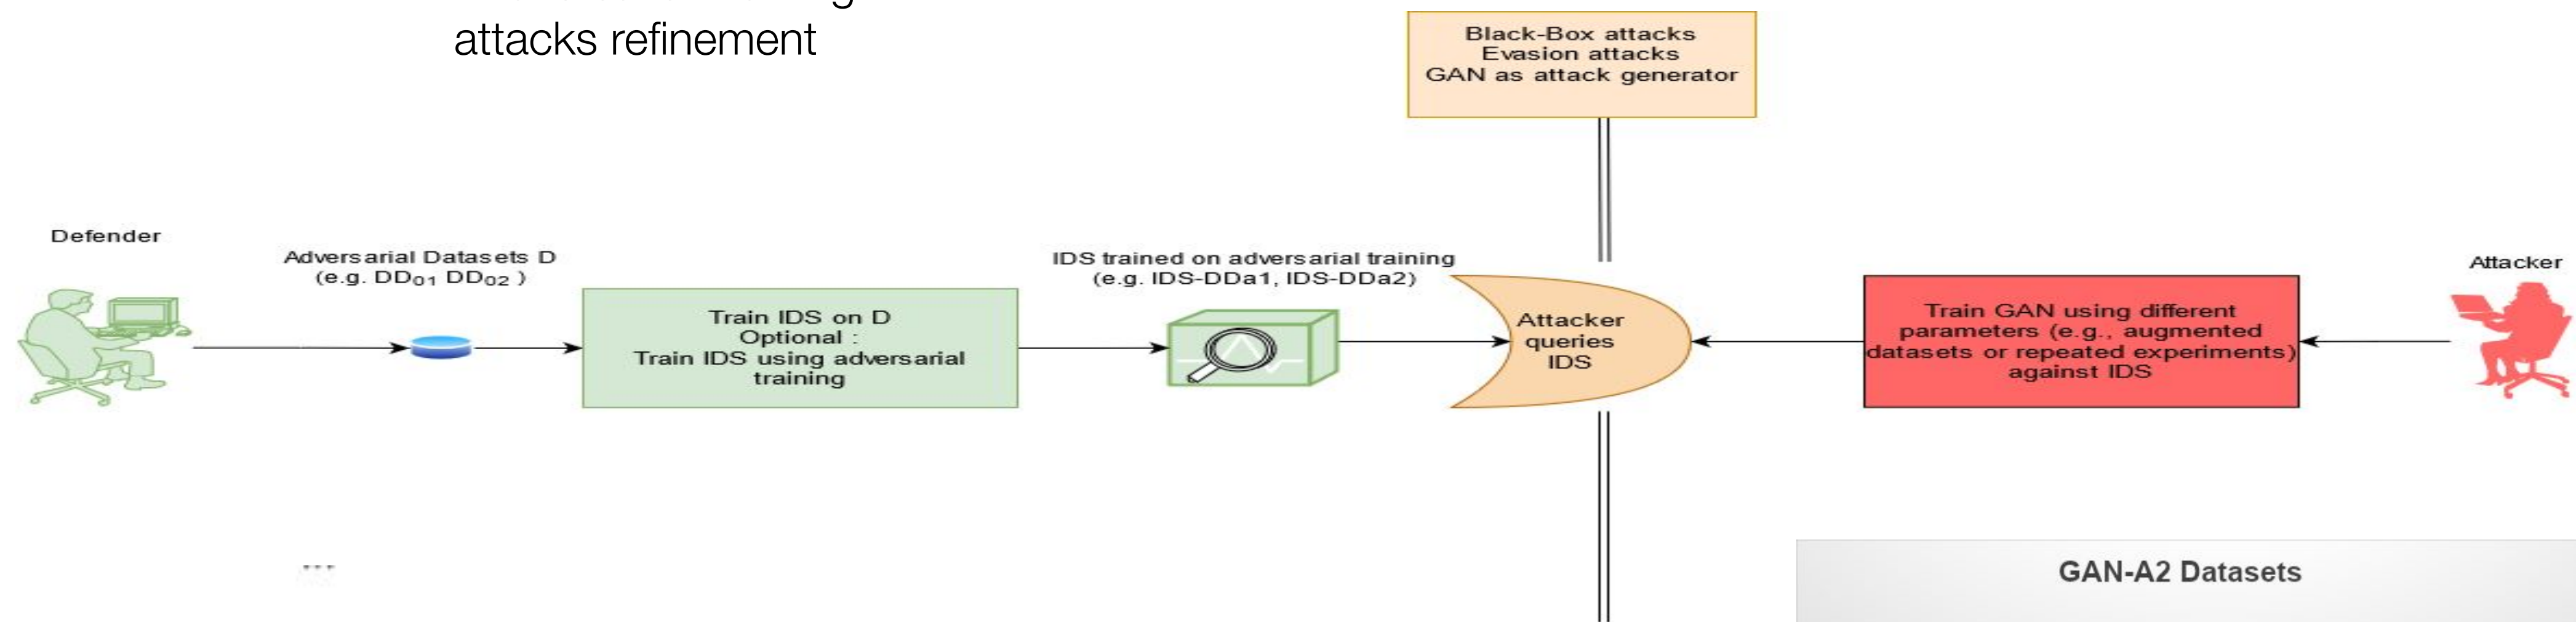 attacks refinement
Black-Box attacks
Evasion attacks
GAN as attack generator
Defender
Adversarial Datasets D
(e.g. DD01 DD02 )
Train IDS on D
Optional :
Train IDS using adversarial
training
IDS trained on adversarial training
(e.g. IDS-DDa1, IDS-DDa2)
Attacker
queries
IDS
Train GAN using different
parameters (e.g., augmented
datasets or repeated experiments)
against IDS
Attacker
...
GAN-A2 Datasets